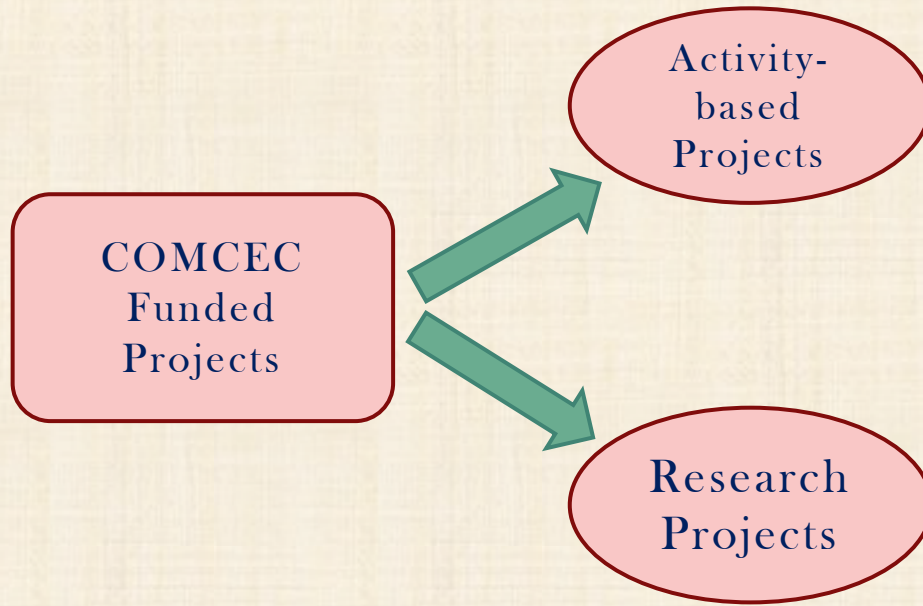 COMCEC
Funded
Projects
Activity-
based
Projects
Research
Projects